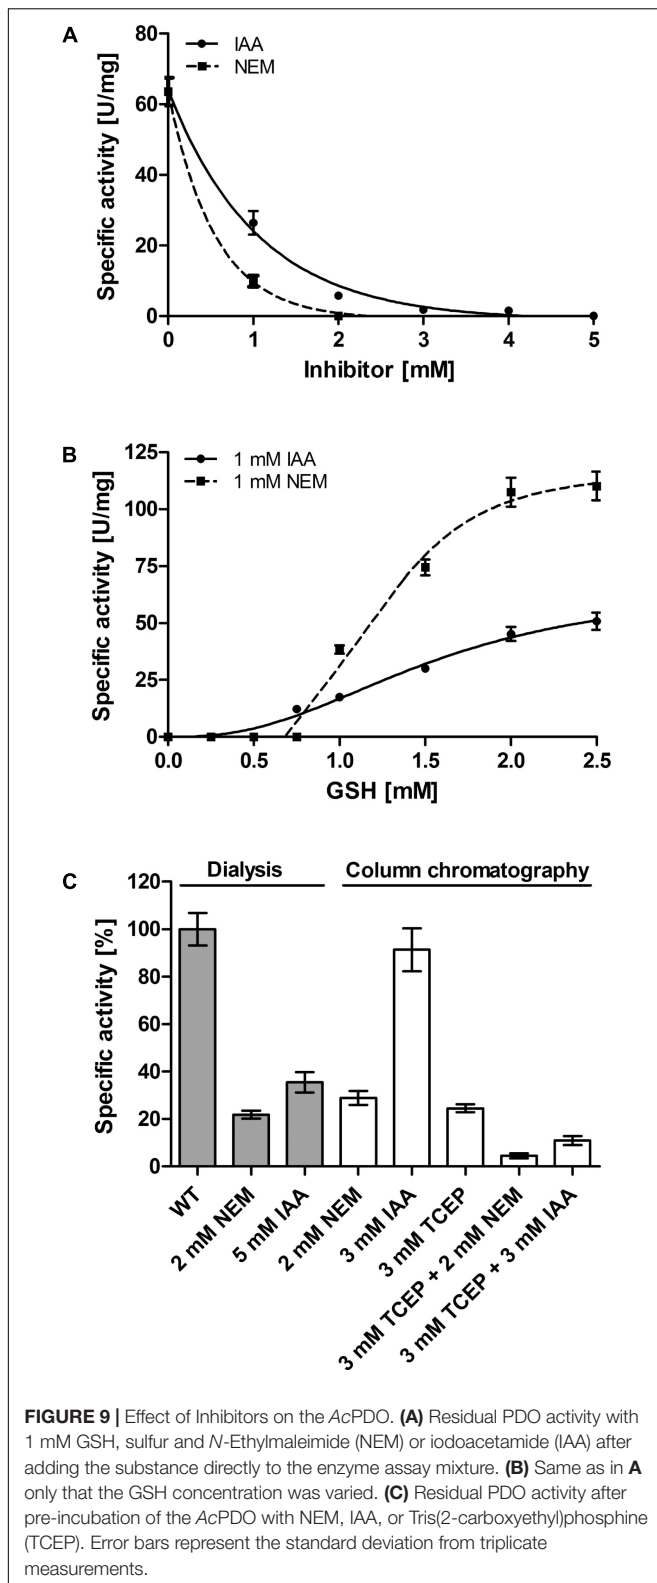 A
IAA
NEM
Specific activity [U/mg]
80
60
40
20
0
0 1 2 3 4 5
Inhibitor [mM]
B
1 mM IAA
1 mM NEM
Specific activity [U/mg]
125
100
75
50
25
0
0.0 0.5 1.0 1.5 2.0 2.5
GSH [mM]
C
Dialysis Column chromatography
Specific activity [%]
120
100
80
60
40
20
0
WT
2 mM NEM
5 mM IAA
2 mM NEM
3 mM IAA
3 mM TCEP
3 mM TCEP + 2 mM NEM
3 mM TCEP + 3 mM IAA
FIGURE 9 | Effect of Inhibitors on the AcPDO. (A) Residual PDO activity with
1 mM GSH, sulfur and N-Ethylmaleimide (NEM) or iodoacetamide (IAA) after
adding the substance directly to the enzyme assay mixture. (B) Same as in A
only that the GSH concentration was varied. (C) Residual PDO activity after
pre-incubation of the AcPDO with NEM, IAA, or Tris(2-carboxyethyl)phosphine
(TCEP). Error bars represent the standard deviation from triplicate
measurements.